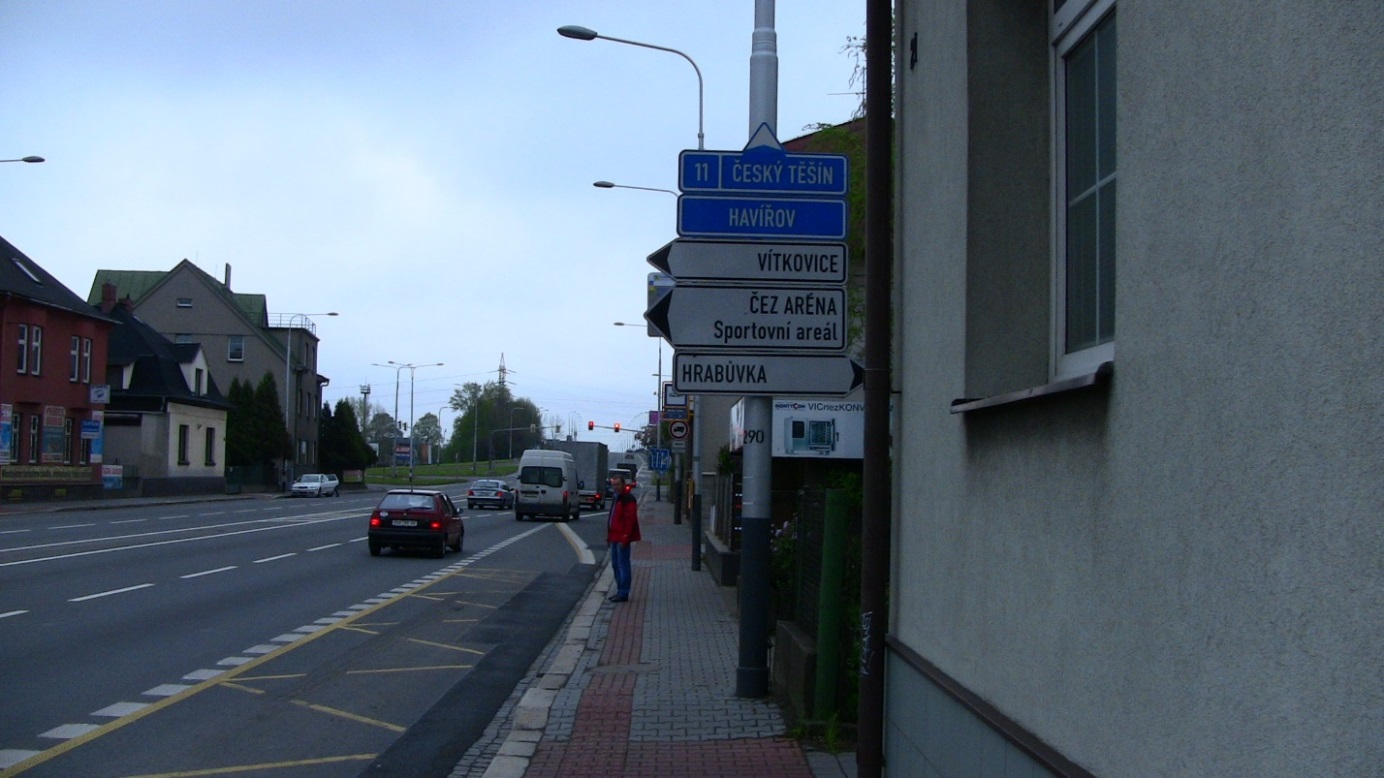 11 ČESKÝ TĚŠÍN
HAVÍŘOV
VÍTKOVICE
ČEZ ARÉNA
Sportovní areál
HRABŮVKA
290